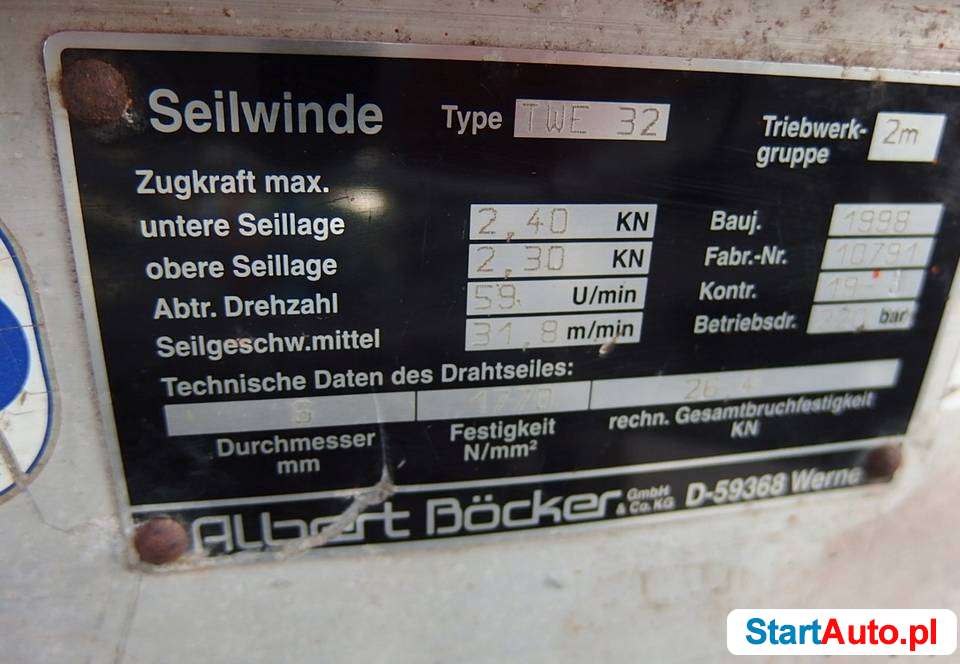 Seilwinde Type TWE 32 Triebwerk-
gruppe 2m
Zugkraft max.
untere Seillage 2,40 KN Bauj. 1998
obere Seillage 2,30 KN Fabr.-Nr. 10791
Abtr. Drehzahl 59 U/min Kontr.
Seilgeschw.mittel 31,8 m/min Betriebsdr. bar
Technische Daten des Drahtseiles:
6 1770 26,4
Durchmesser
mm
Festigkeit
N/mm²
rechn. Gesamtbruchfestigkeit
KN
Albert Böcker GmbH & Co. KG D-59368 Werne
StartAuto.pl